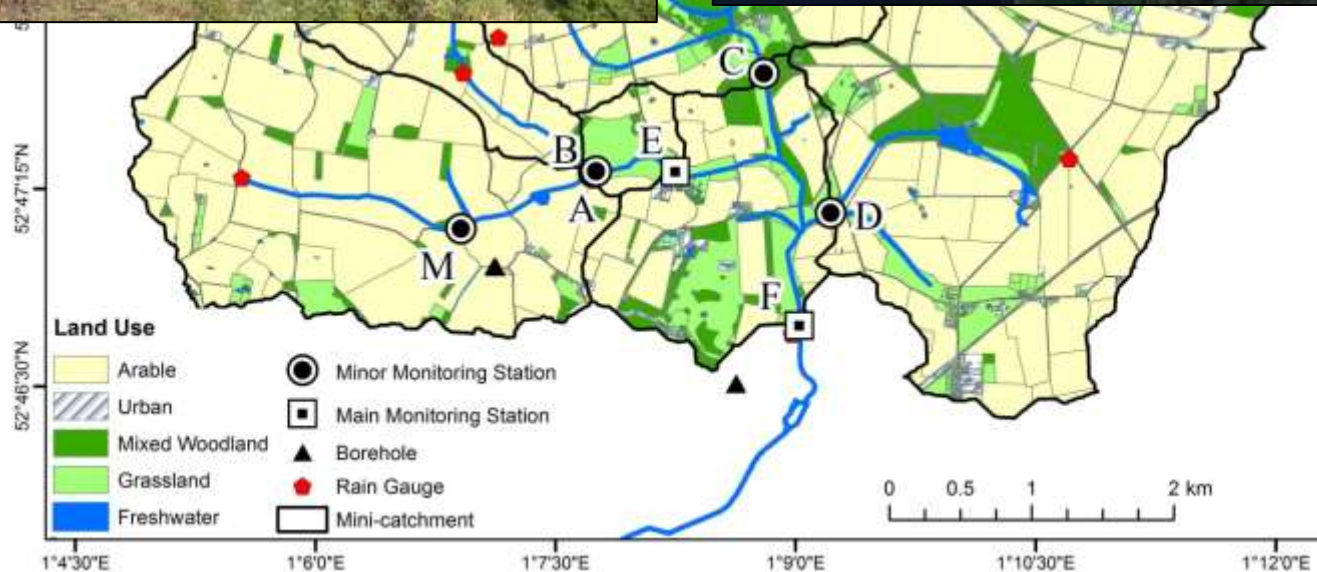 C
B
E
A
D
M
F
52°47'15"N
52°46'30"N
Land Use
Arable
Urban
Mixed Woodland
Grassland
Freshwater
Minor Monitoring Station
Main Monitoring Station
Borehole
Rain Gauge
Mini-catchment
0 0.5 1 2 km
1°4'30"E 1°6'0"E 1°7'30"E 1°9'0"E 1°10'30"E 1°12'0"E